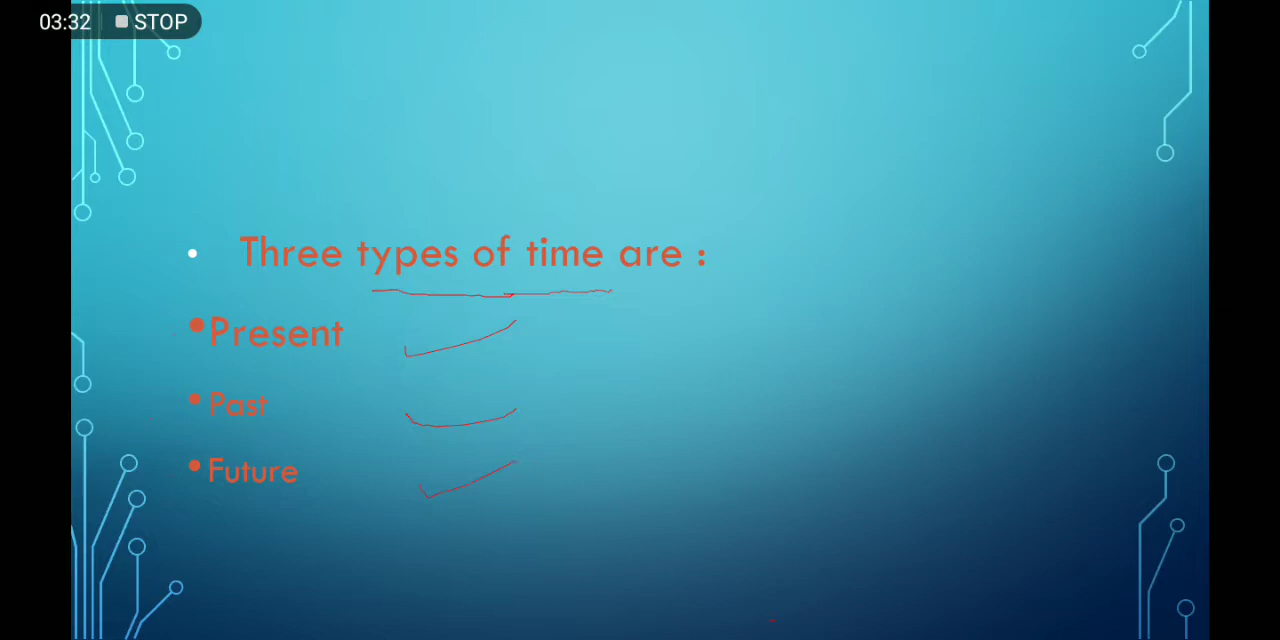 03:32 STOP
• Three types of time are :
•Present
• Past
• Future